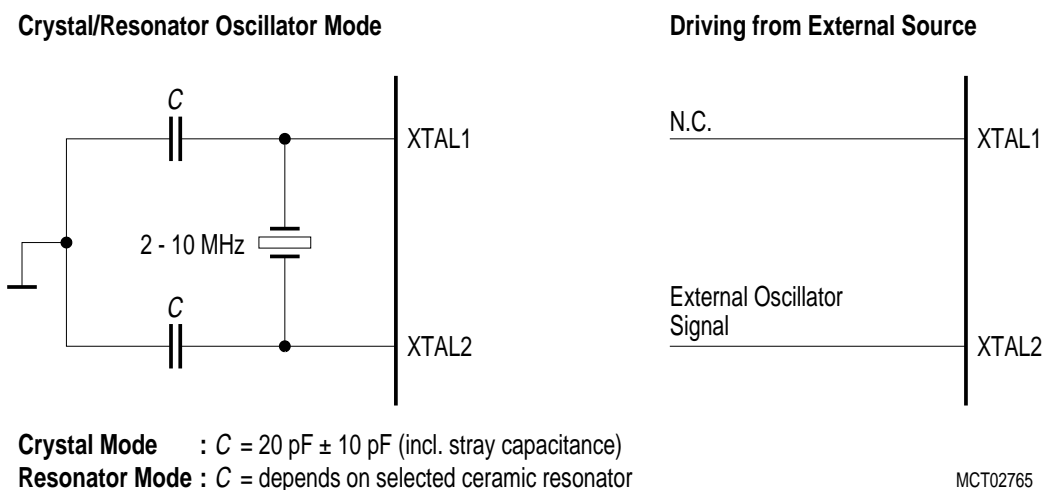 Crystal/Resonator Oscillator Mode
Driving from External Source
C
XTAL1
2 - 10 MHz
C
XTAL2
N.C.
XTAL1
External Oscillator
Signal
XTAL2
Crystal Mode : C = 20 pF ± 10 pF (incl. stray capacitance)
Resonator Mode : C = depends on selected ceramic resonator
MCT02765